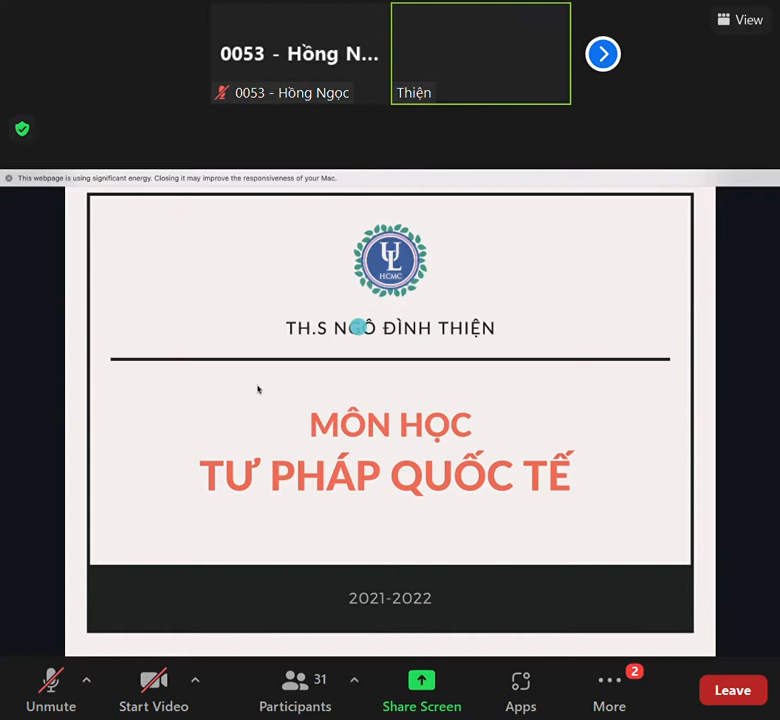 View
0053 - Hồng N...
0053 - Hồng Ngọc
Thiện
This webpage is using significant energy. Closing it may improve the responsiveness of your Mac.
UL
HCMC
TH.S NGÔ ĐÌNH THIỆN
MÔN HỌC
TƯ PHÁP QUỐC TẾ
2021-2022
31
2
Unmute
Start Video
Participants
Share Screen
Apps
More
Leave